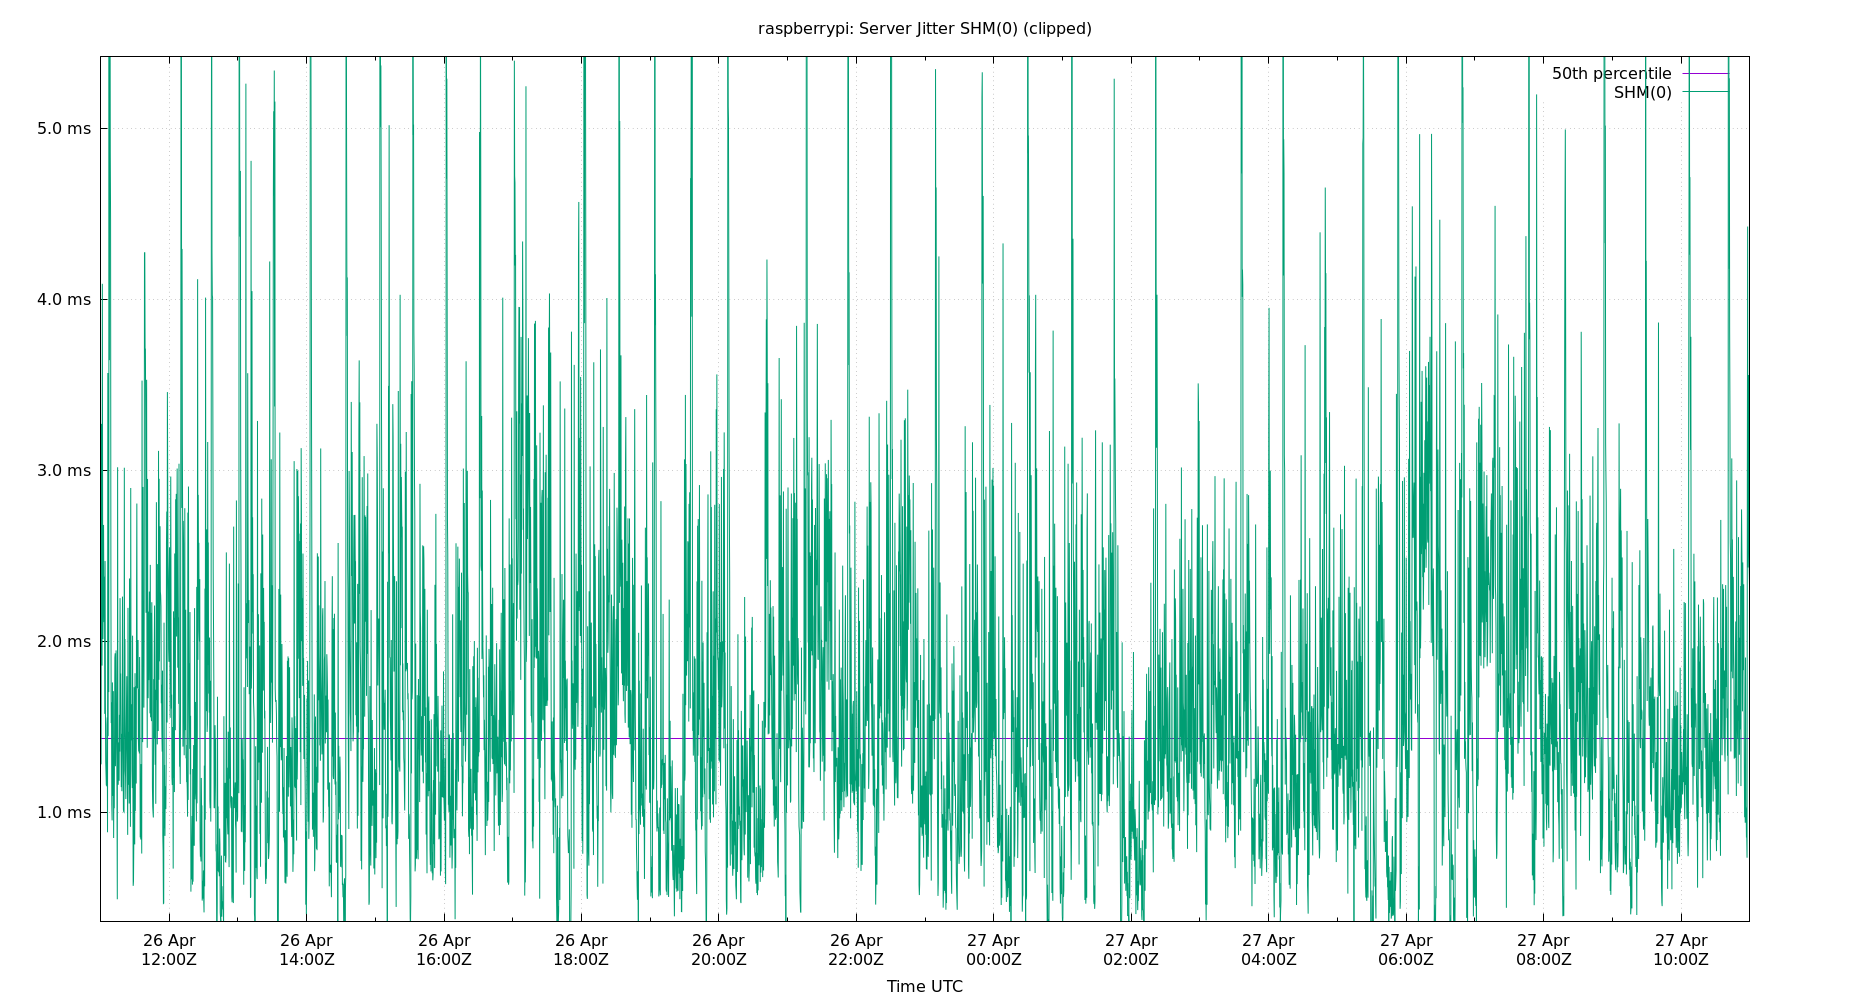 raspberrypi: Server Jitter SHM(0) (clipped)
50th percentile
SHM(0)
5.0 ms
4.0 ms
3.0 ms
2.0 ms
1.0 ms
26 Apr 26 Apr 26 Apr 26 Apr 26 Apr 26 Apr 27 Apr 27 Apr 27 Apr 27 Apr 27 Apr 27 Apr
12:00Z 14:00Z 16:00Z 18:00Z 20:00Z 22:00Z 00:00Z 02:00Z 04:00Z 06:00Z 08:00Z 10:00Z
Time UTC